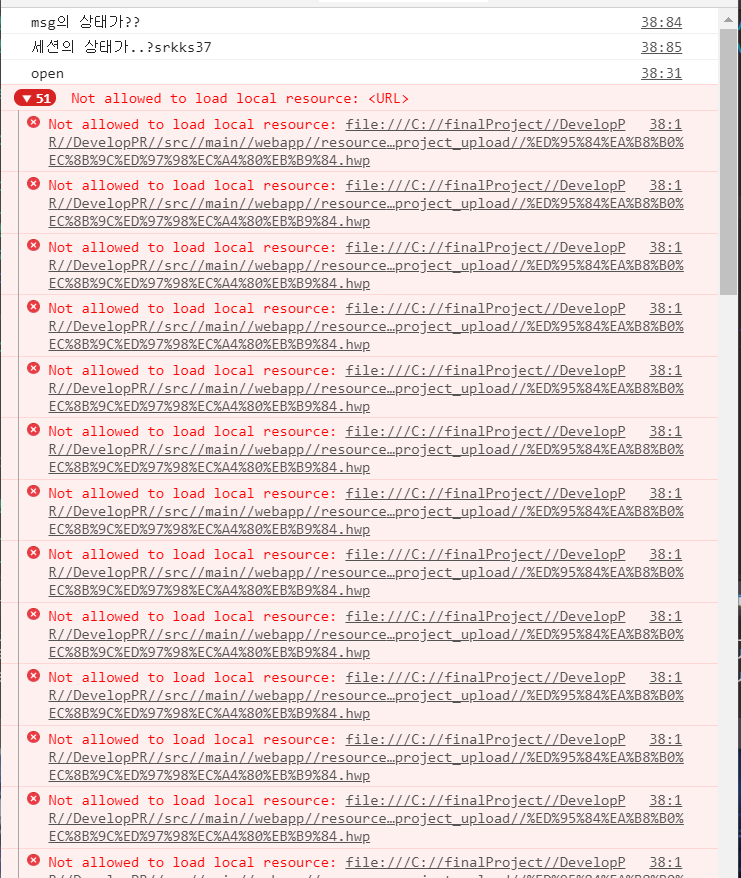 msg의 상태가?? 38:84
세션의 상태가..?srkks37 38:85
open 38:31
▼ 51 Not allowed to load local resource: <URL>
Not allowed to load local resource: file:///C://finalProject//DevelopP 38:1
R//DevelopPR//src//main//webapp//resource…project_upload//%ED%95%84%EA%B8%B0%
EC%8B%9C%ED%97%98%EC%A4%80%EB%B9%84.hwp
Not allowed to load local resource: file:///C://finalProject//DevelopP 38:1
R//DevelopPR//src//main//webapp//resource…project_upload//%ED%95%84%EA%B8%B0%
EC%8B%9C%ED%97%98%EC%A4%80%EB%B9%84.hwp
Not allowed to load local resource: file:///C://finalProject//DevelopP 38:1
R//DevelopPR//src//main//webapp//resource…project_upload//%ED%95%84%EA%B8%B0%
EC%8B%9C%ED%97%98%EC%A4%80%EB%B9%84.hwp
Not allowed to load local resource: file:///C://finalProject//DevelopP 38:1
R//DevelopPR//src//main//webapp//resource…project_upload//%ED%95%84%EA%B8%B0%
EC%8B%9C%ED%97%98%EC%A4%80%EB%B9%84.hwp
Not allowed to load local resource: file:///C://finalProject//DevelopP 38:1
R//DevelopPR//src//main//webapp//resource…project_upload//%ED%95%84%EA%B8%B0%
EC%8B%9C%ED%97%98%EC%A4%80%EB%B9%84.hwp
Not allowed to load local resource: file:///C://finalProject//DevelopP 38:1
R//DevelopPR//src//main//webapp//resource…project_upload//%ED%95%84%EA%B8%B0%
EC%8B%9C%ED%97%98%EC%A4%80%EB%B9%84.hwp
Not allowed to load local resource: file:///C://finalProject//DevelopP 38:1
R//DevelopPR//src//main//webapp//resource…project_upload//%ED%95%84%EA%B8%B0%
EC%8B%9C%ED%97%98%EC%A4%80%EB%B9%84.hwp
Not allowed to load local resource: file:///C://finalProject//DevelopP 38:1
R//DevelopPR//src//main//webapp//resource…project_upload//%ED%95%84%EA%B8%B0%
EC%8B%9C%ED%97%98%EC%A4%80%EB%B9%84.hwp
Not allowed to load local resource: file:///C://finalProject//DevelopP 38:1
R//DevelopPR//src//main//webapp//resource…project_upload//%ED%95%84%EA%B8%B0%
EC%8B%9C%ED%97%98%EC%A4%80%EB%B9%84.hwp
Not allowed to load local resource: file:///C://finalProject//DevelopP 38:1
R//DevelopPR//src//main//webapp//resource…project_upload//%ED%95%84%EA%B8%B0%
EC%8B%9C%ED%97%98%EC%A4%80%EB%B9%84.hwp
Not allowed to load local resource: file:///C://finalProject//DevelopP 38:1
R//DevelopPR//src//main//webapp//resource…project_upload//%ED%95%84%EA%B8%B0%
EC%8B%9C%ED%97%98%EC%A4%80%EB%B9%84.hwp
Not allowed to load local resource: file:///C://finalProject//DevelopP 38:1
R//DevelopPR//src//main//webapp//resource…project_upload//%ED%95%84%EA%B8%B0%
EC%8B%9C%ED%97%98%EC%A4%80%EB%B9%84.hwp
Not allowed to load local resource: file:///C://finalProject//DevelopP 38:1